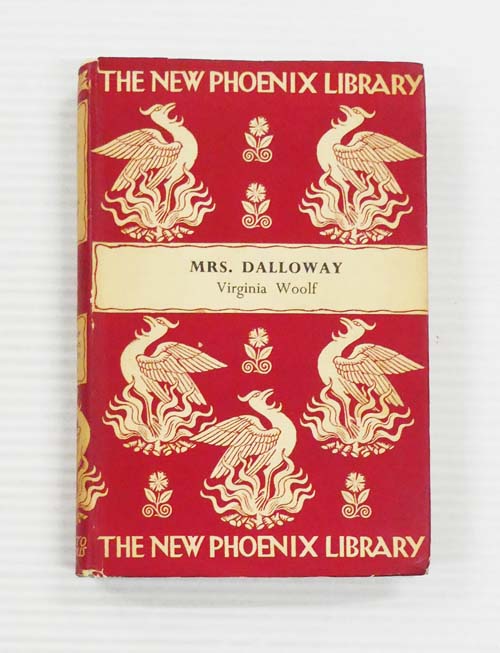 THE NEW PHOENIX LIBRARY
MRS. DALLOWAY
Virginia Woolf
THE NEW PHOENIX LIBRARY